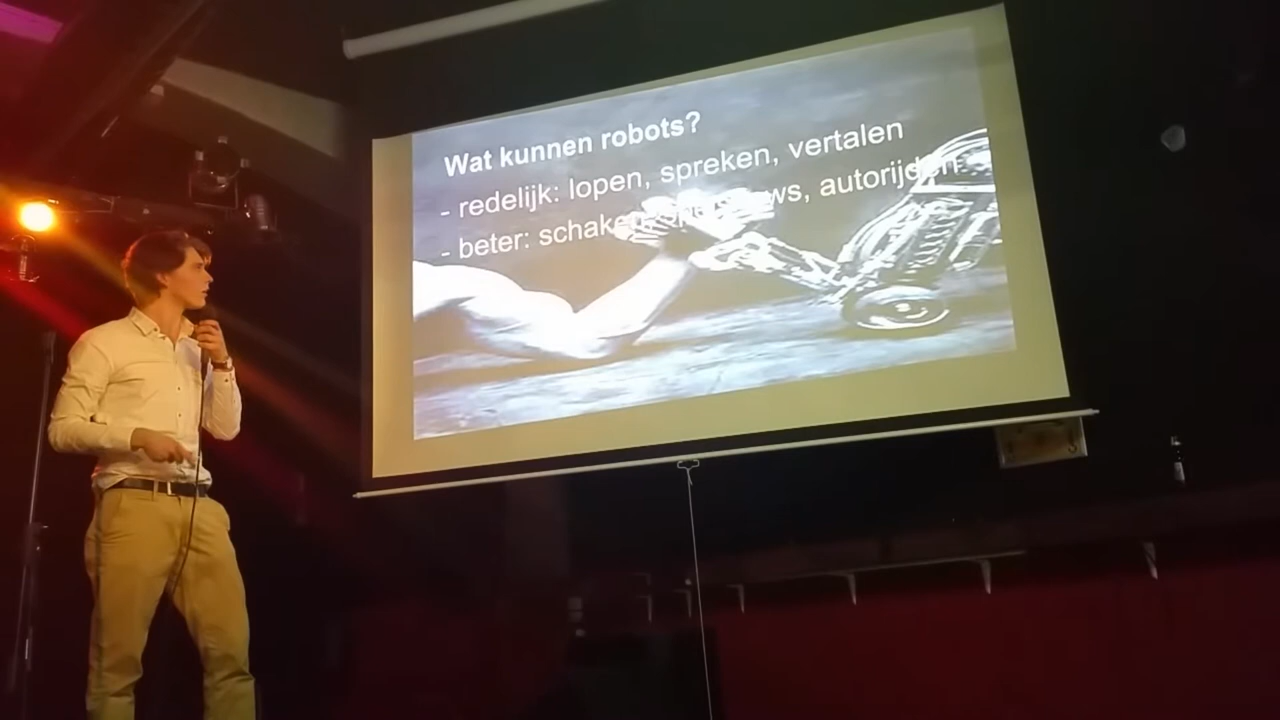 Wat kunnen robots?
- redelijk: lopen, spreken, vertalen
- beter: schaken, autorijden